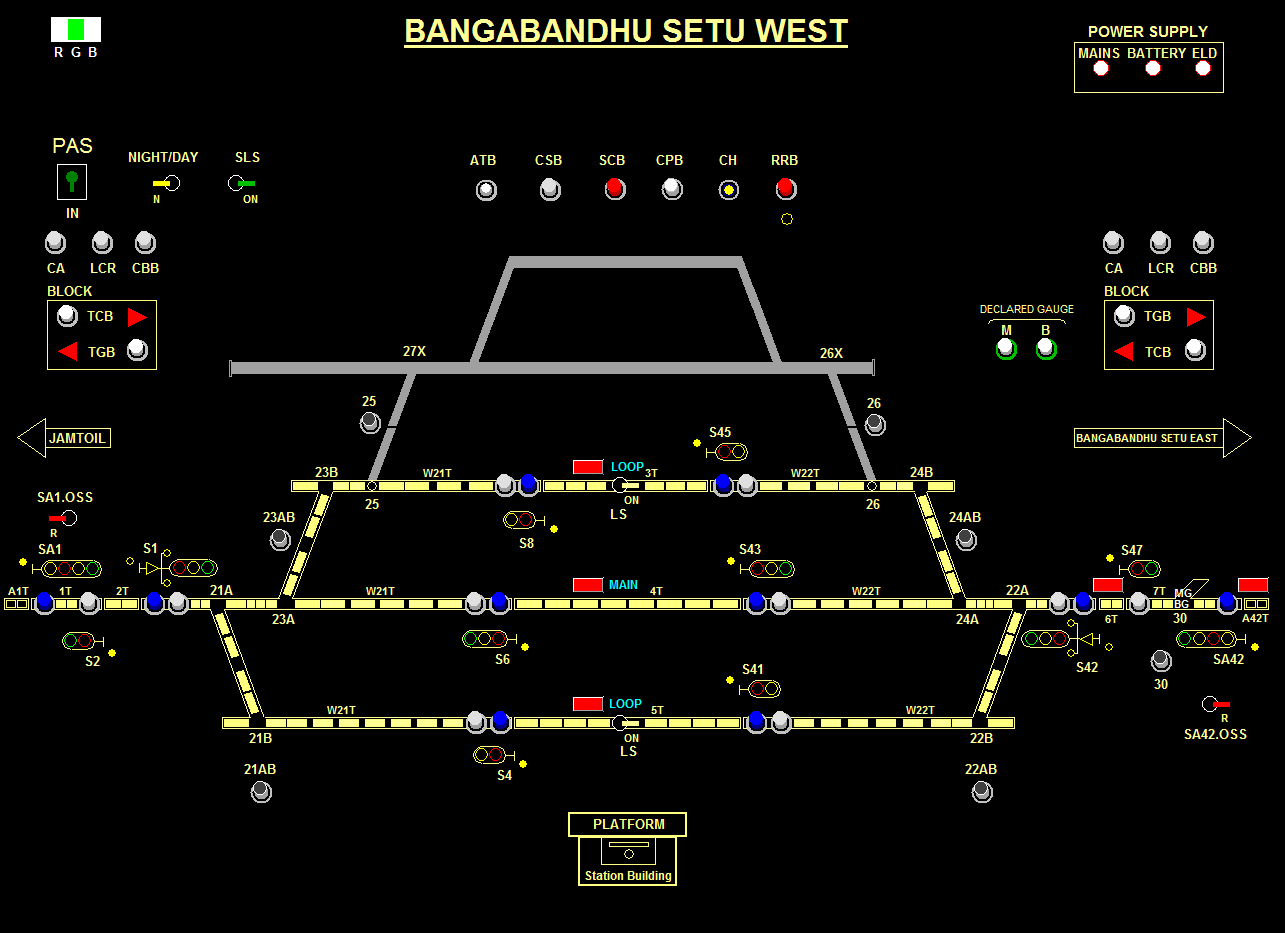 BANGABANDHU SETU WEST
R G B
POWER SUPPLY
MAINS BATTERY ELD
PAS
NIGHT/DAY
SLS
N
ON
IN
ATB
CSB
SCB
CPB
CH
RRB
CA
LCR
CBB
BLOCK
TCB
TGB
CA
LCR
CBB
BLOCK
TGB
TCB
DECLARED GAUGE
M
B
27X
26X
25
26
JAMTOIL
BANGABANDHU SETU EAST
S45
23B
W21T
LOOP
3T
W22T
24B
25
ON
LS
26
SA1.OSS
R
23AB
S8
24AB
SA1
S1
S43
S47
A1T
1T
2T
21A
W21T
MAIN
4T
W22T
22A
7T
MG
BG
23A
24A
6T
30
A42T
S2
S6
S42
SA42
30
S41
R
SA42.OSS
W21T
LOOP
5T
W22T
21B
ON
LS
22B
S4
21AB
22AB
PLATFORM
Station Building